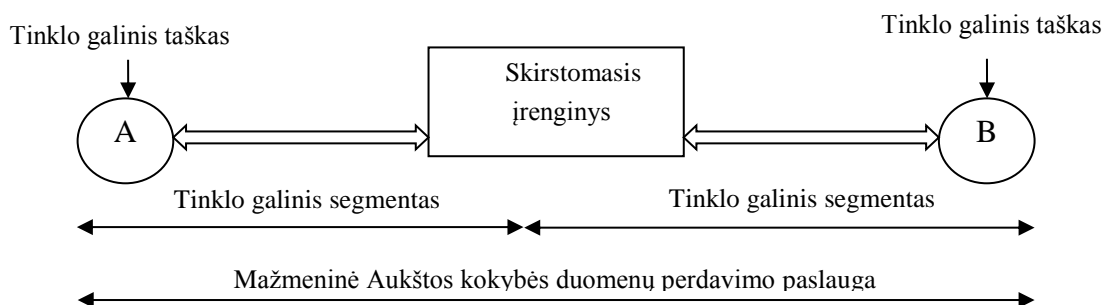 Tinklo galinis taškas
Tinklo galinis taškas
Skirstomasis
įrenginys
A
B
Tinklo galinis segmentas
Tinklo galinis segmentas
Mažmeninė Aukštos kokybės duomenų perdavimo paslauga